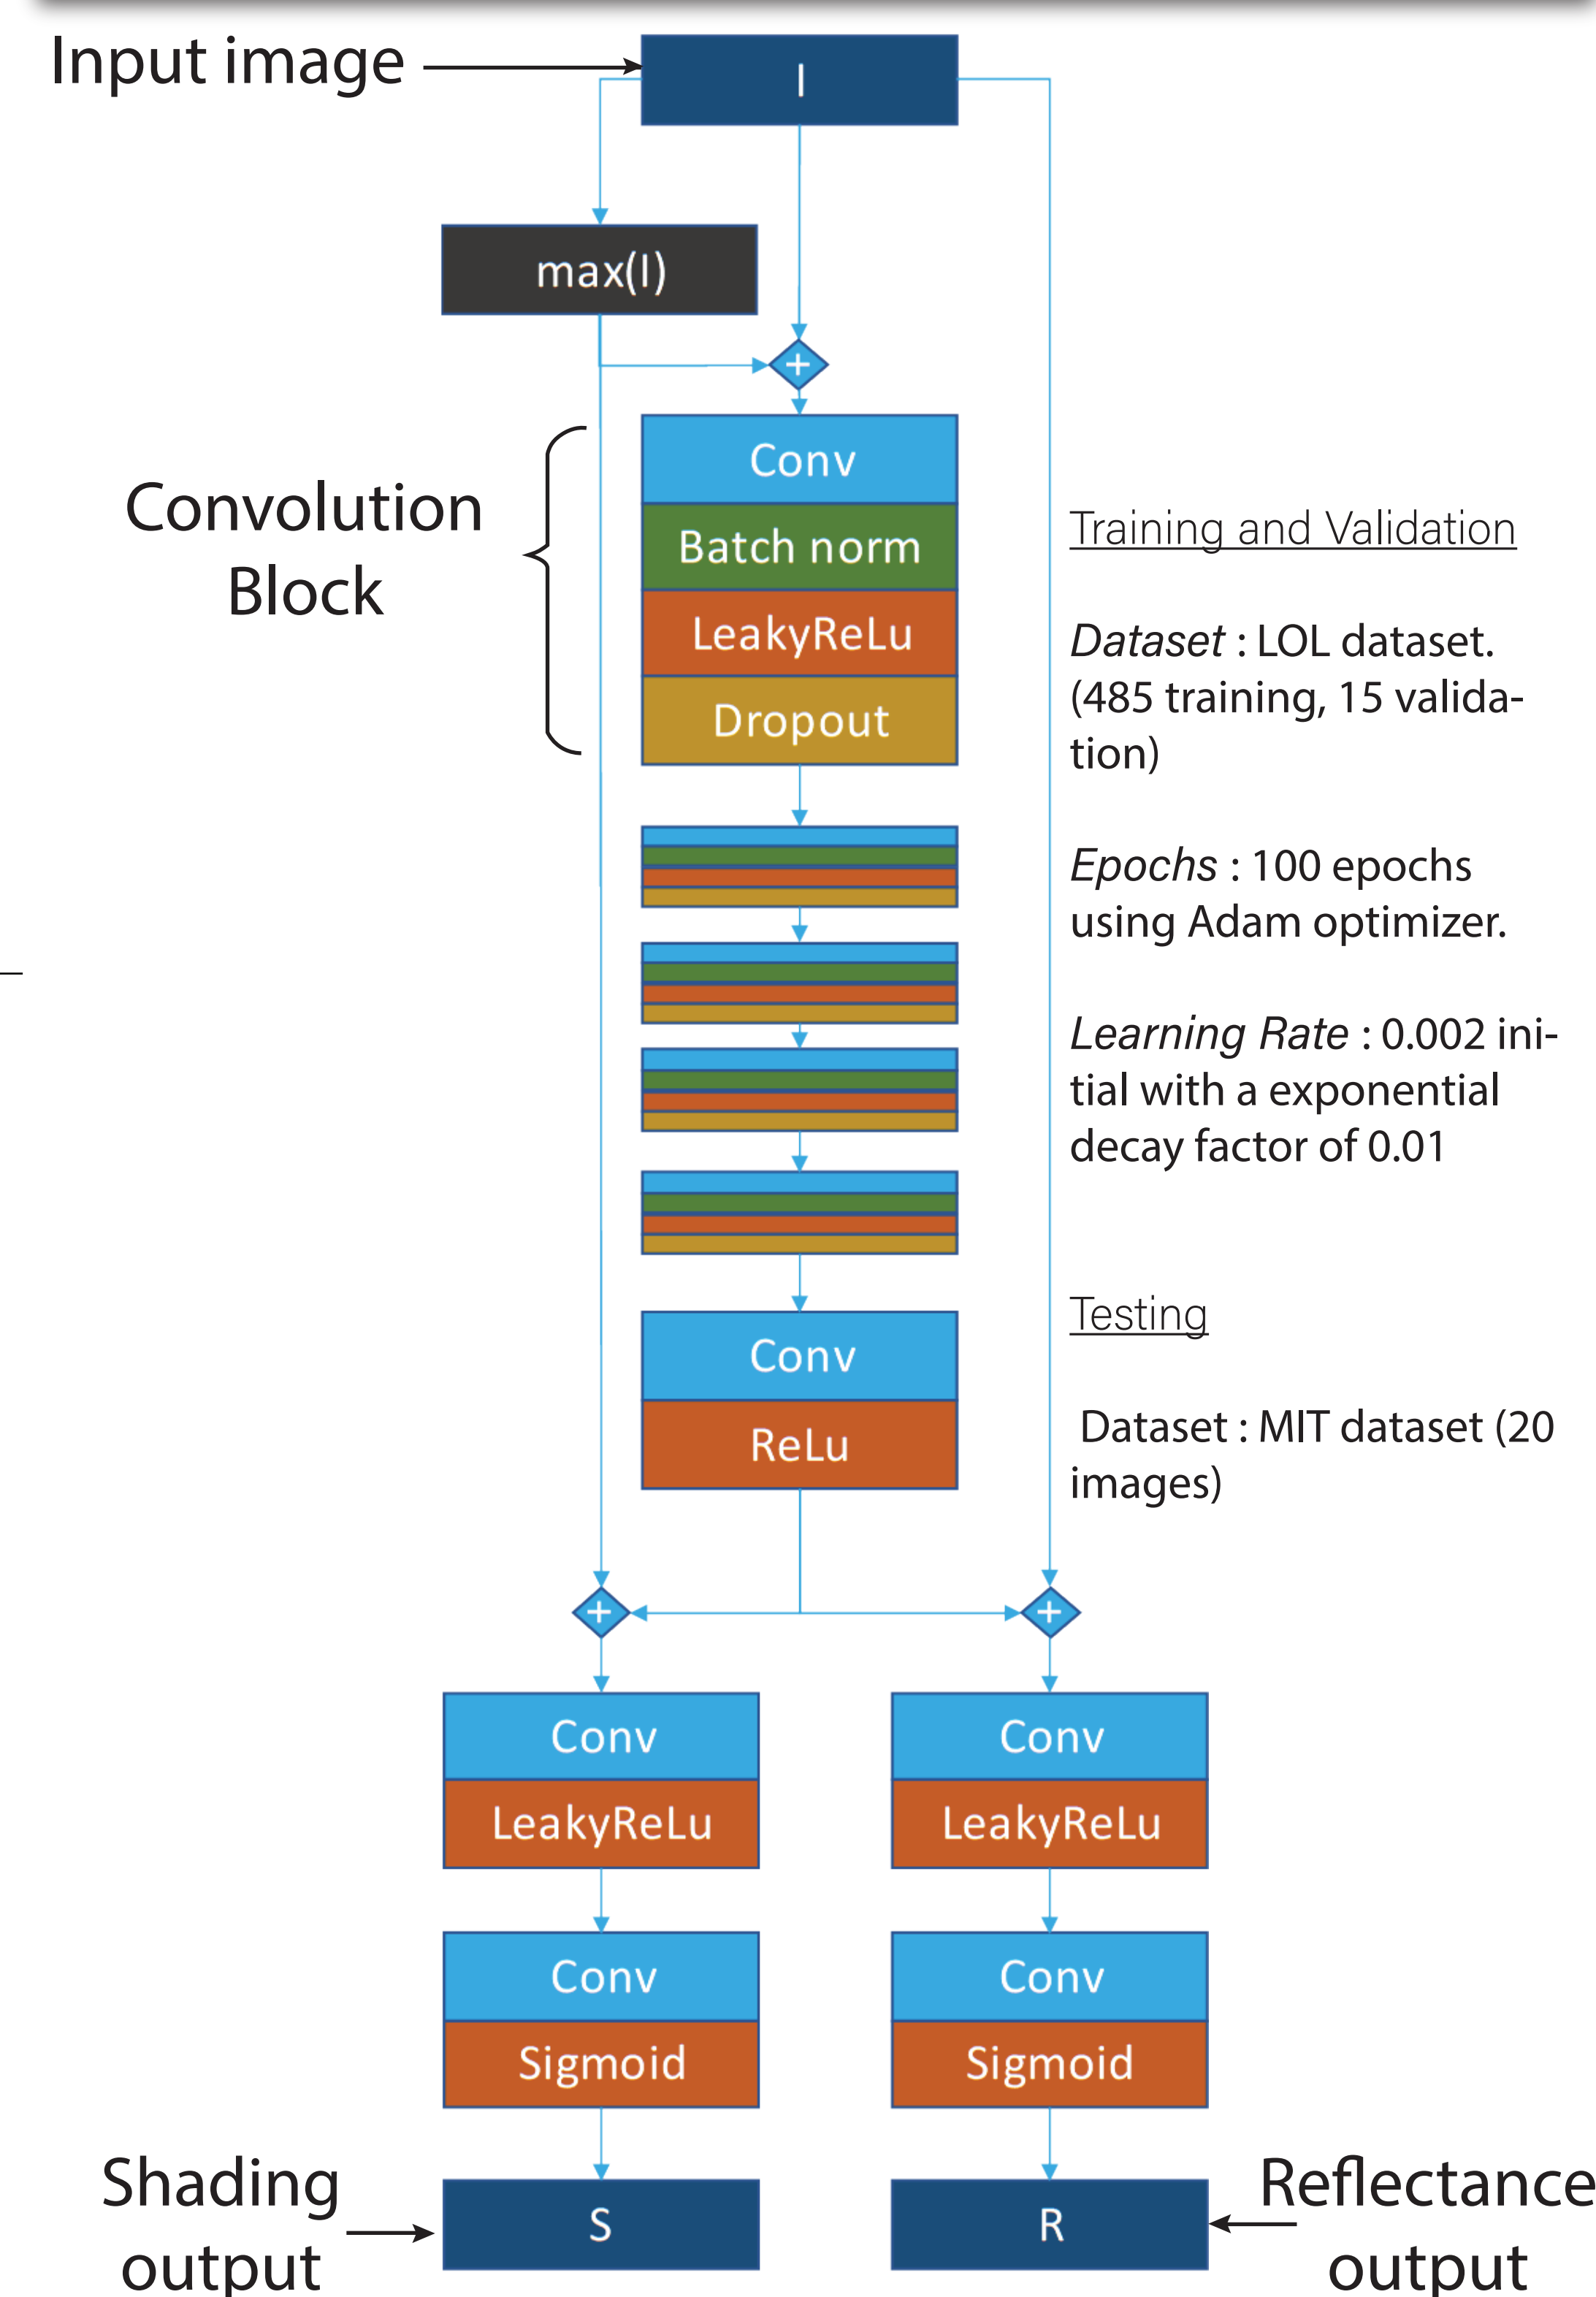 Input image
I
max(I)
+
Convolution
Block
Conv
Batch norm
LeakyReLu
Dropout
Training and Validation
Dataset : LOL dataset.
(485 training, 15 valida-
tion)
Epochs : 100 epochs
using Adam optimizer.
Learning Rate : 0.002 ini-
tial with a exponential
decay factor of 0.01
Conv
ReLu
Testing
Dataset : MIT dataset (20
images)
+
+
Conv
LeakyReLu
Conv
Sigmoid
Conv
LeakyReLu
Conv
Sigmoid
Shading
output
S
R
Reflectance
output